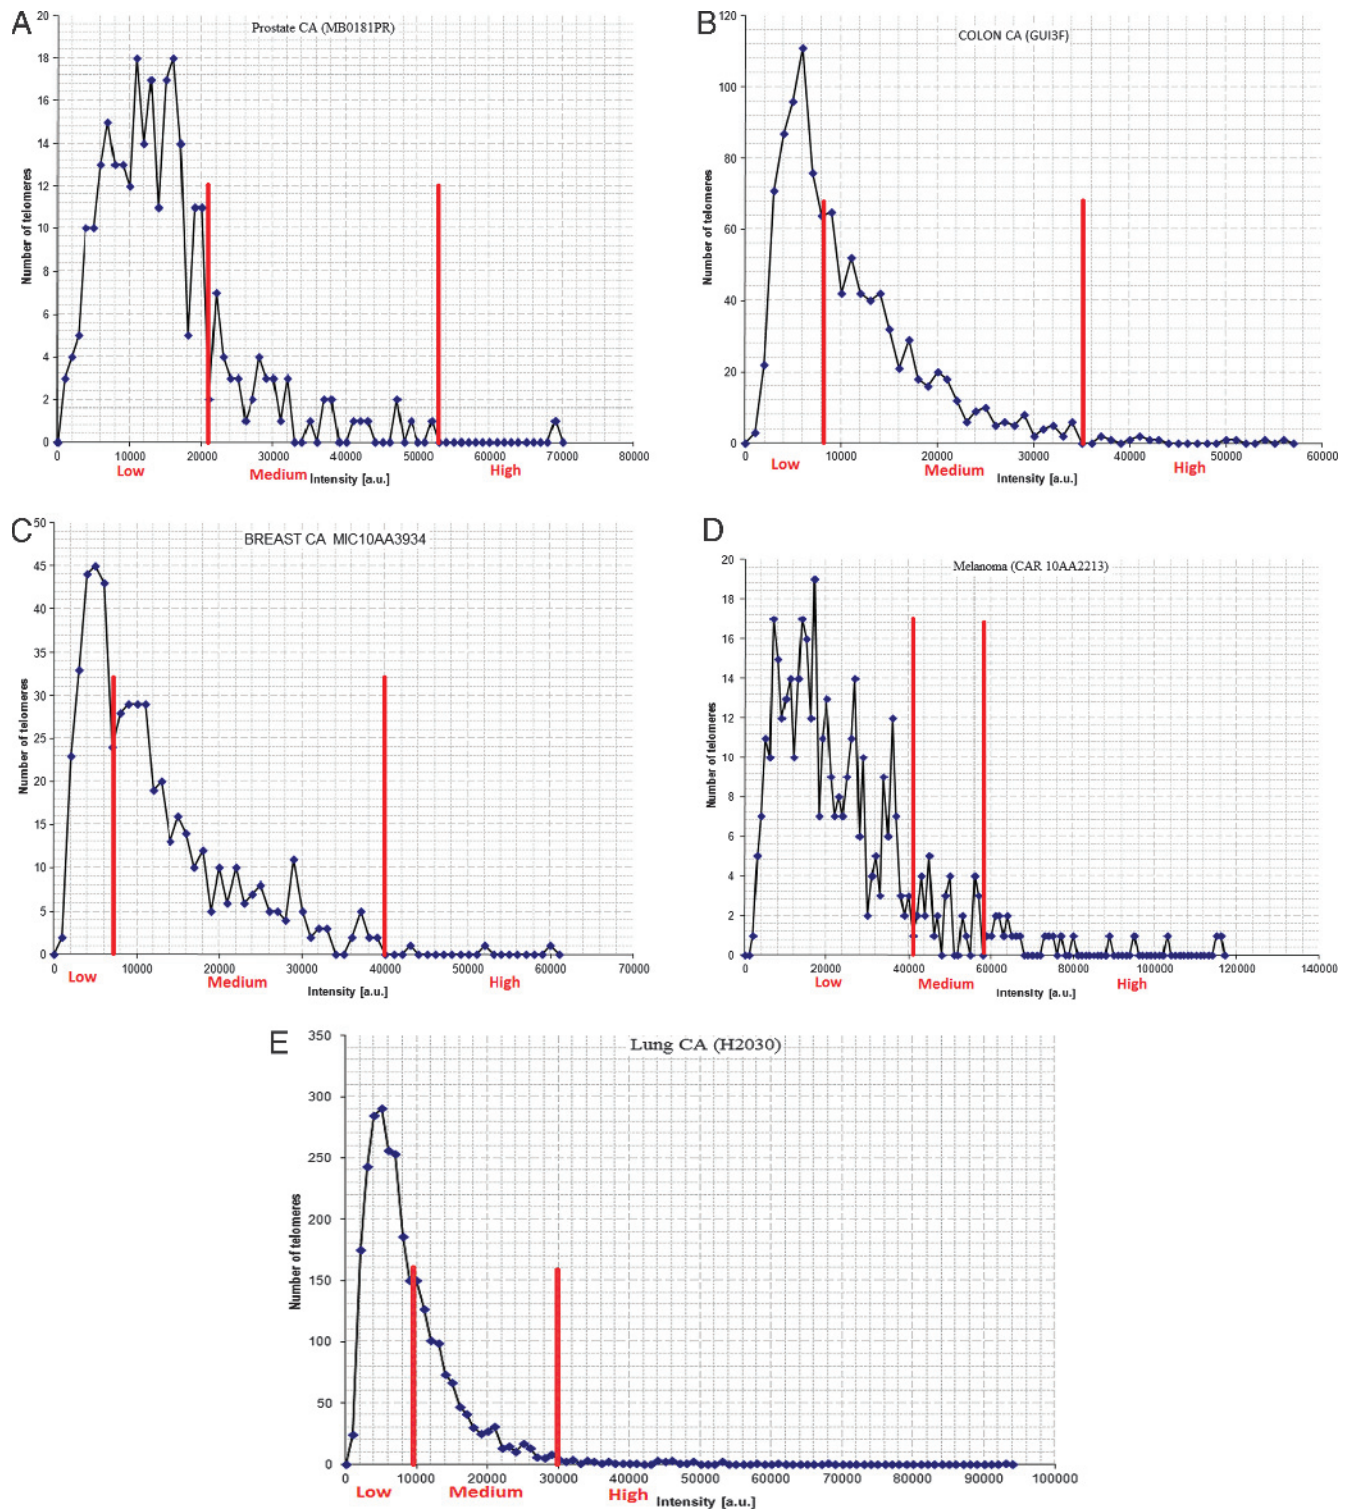 A
Prostate CA (MB0181PR)
Number of telomeres
20
18
16
14
12
10
8
6
4
2
0
0 10000 20000 30000 40000 50000 60000 70000 80000
Low Medium Intensity [a.u.] High
B
COLON CA (GUI3F)
Number of telomeres
120
100
80
60
40
20
0
0 10000 20000 30000 40000 50000 60000
Low Medium Intensity [a.u.] High
C
BREAST CA MIC10AA3934
Number of telomeres
50
45
40
35
30
25
20
15
10
5
0
0 10000 20000 30000 40000 50000 60000 70000
Low Medium Intensity [a.u.] High
D
Melanoma (CAR 10AA2213)
Number of telomeres
20
18
16
14
12
10
8
6
4
2
0
0 20000 40000 60000 80000 100000 120000 140000
Low Medium Intensity [a.u.] High
E
Lung CA (H2030)
Number of telomeres
350
300
250
200
150
100
50
0
0 10000 20000 30000 40000 50000 60000 70000 80000 90000 100000
Low Medium High Intensity [a.u.]